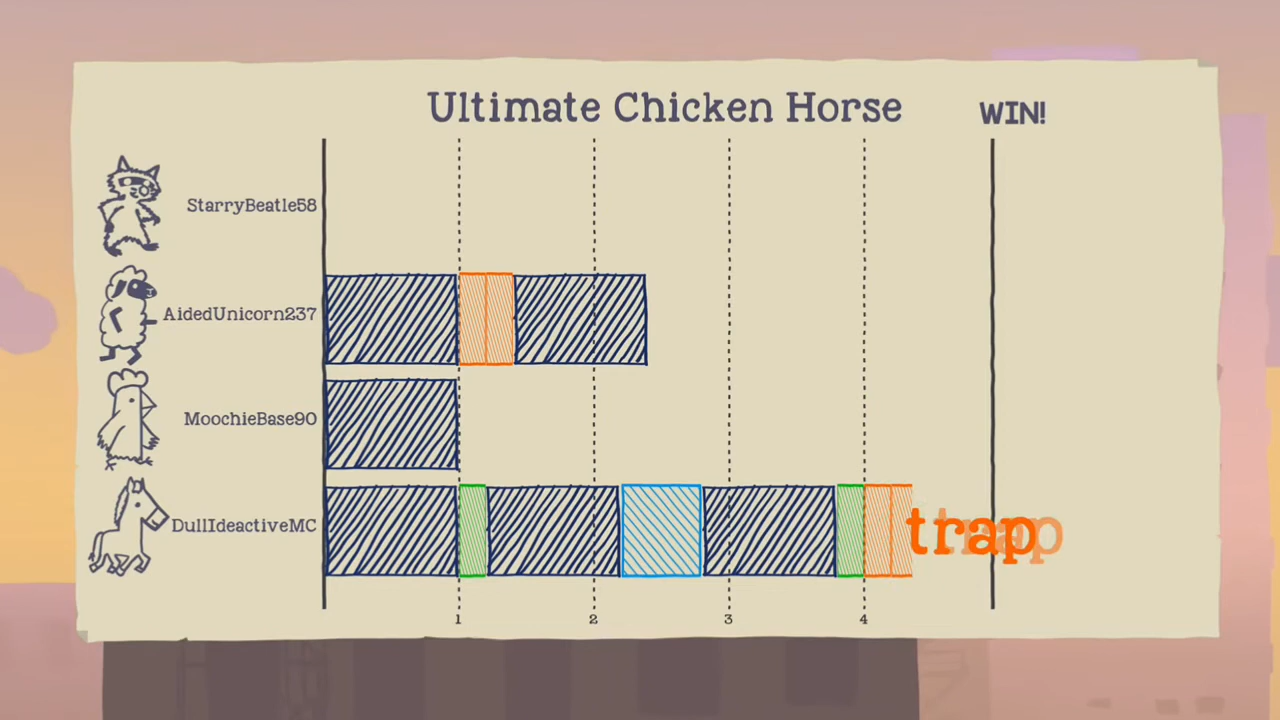 Ultimate Chicken Horse
WIN!
StarryBeatle58
AidedUnicorn237
MoochieBase90
DullIdeactiveMC
trap
1 2 3 4